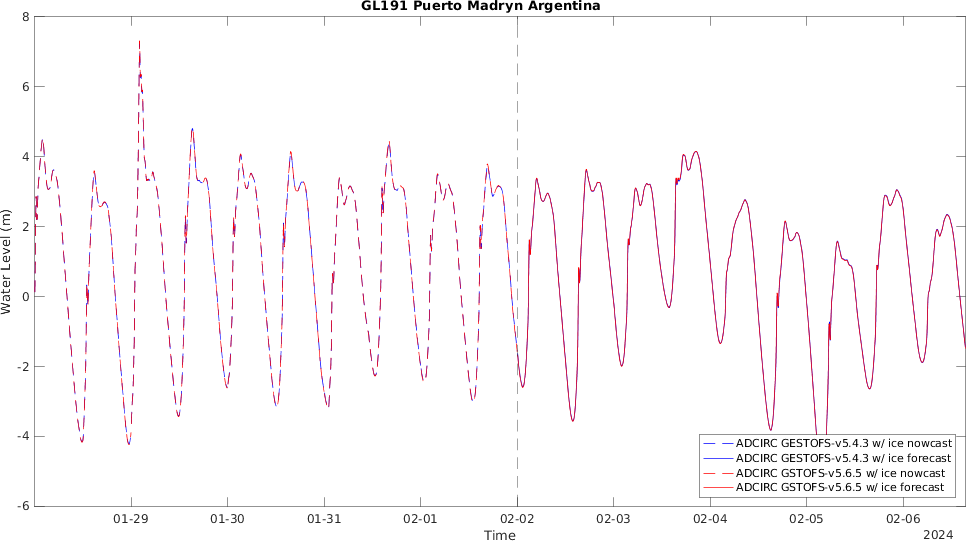 GL191 Puerto Madryn Argentina
8
6
4
2
0
-2
-4
-6
Water Level (m)
ADCIRC GESTOFS-v5.4.3 w/ ice nowcast
ADCIRC GESTOFS-v5.4.3 w/ ice forecast
ADCIRC GSTOFS-v5.6.5 w/ ice nowcast
ADCIRC GSTOFS-v5.6.5 w/ ice forecast
01-29 01-30 01-31 02-01 02-02 02-03 02-04 02-05 02-06
Time
2024